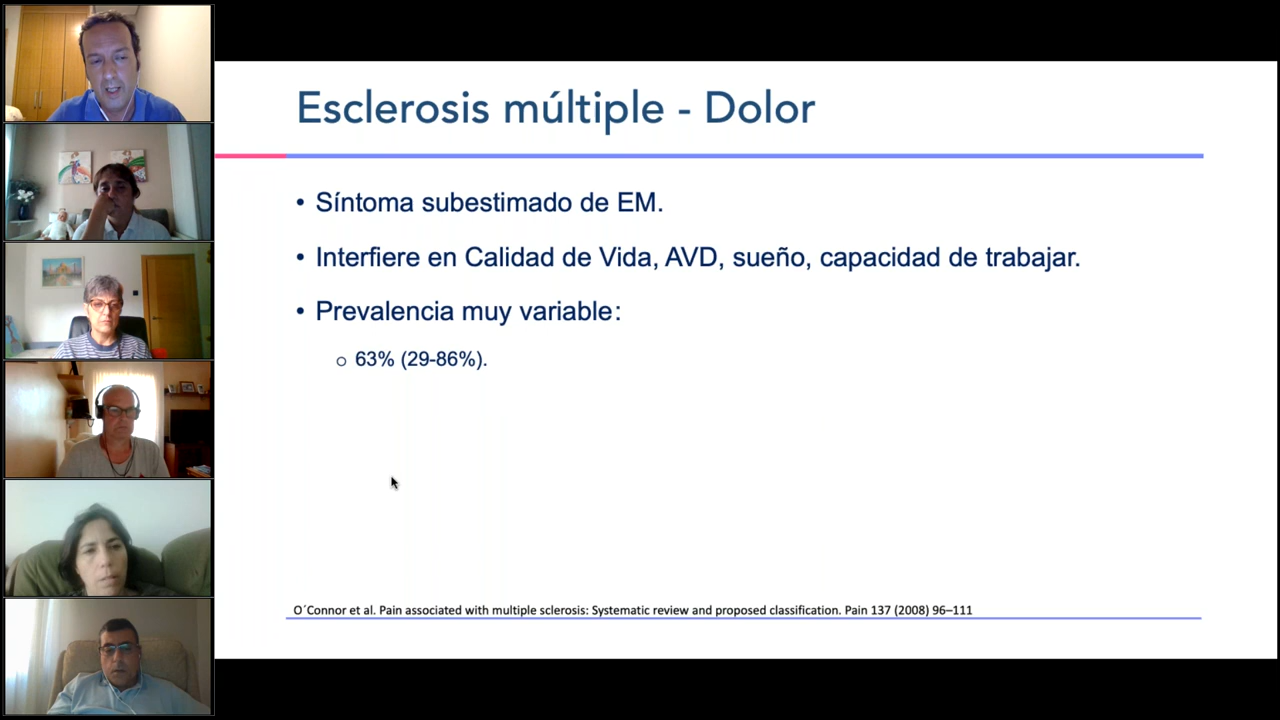 Esclerosis múltiple - Dolor
• Síntoma subestimado de EM.
• Interfiere en Calidad de Vida, AVD, sueño, capacidad de trabajar.
• Prevalencia muy variable:
○ 63% (29-86%).
O´Connor et al. Pain associated with multiple sclerosis: Systematic review and proposed classification. Pain 137 (2008) 96–111